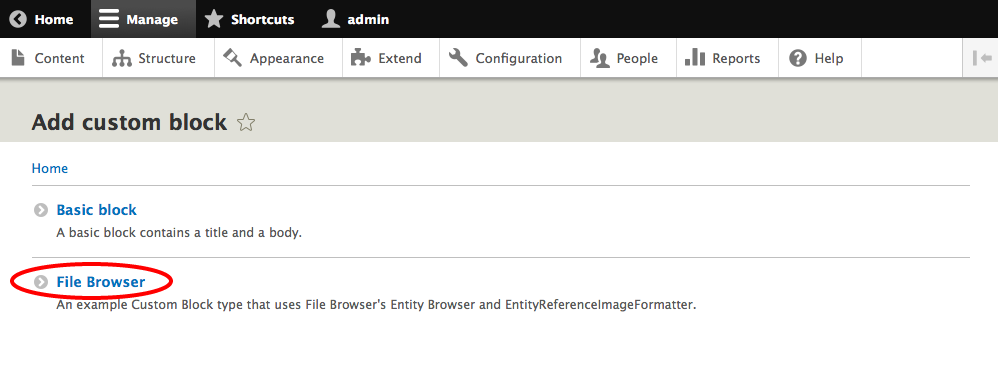 Home Manage Shortcuts admin
Content Structure Appearance Extend Configuration People Reports Help
Add custom block
Home
Basic block
A basic block contains a title and a body.
File Browser
An example Custom Block type that uses File Browser's Entity Browser and EntityReferenceImageFormatter.